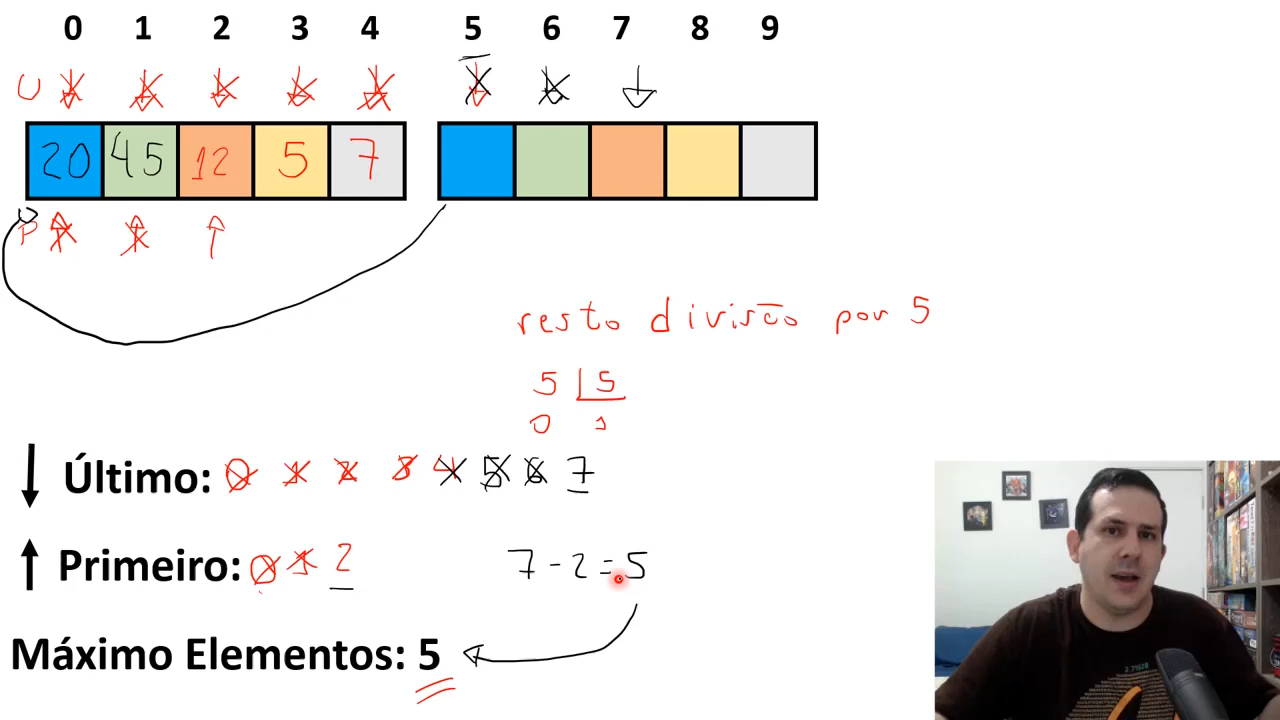 0 1 2 3 4 5 6 7 8 9
U
20 45 12 5 7
P
resto divisão por 5
5 5
0 1
Último: 0 1 2 3 4 5 6 7
Primeiro: 0 1 2 7 - 2 = 5
Máximo Elementos: 5
2.71828